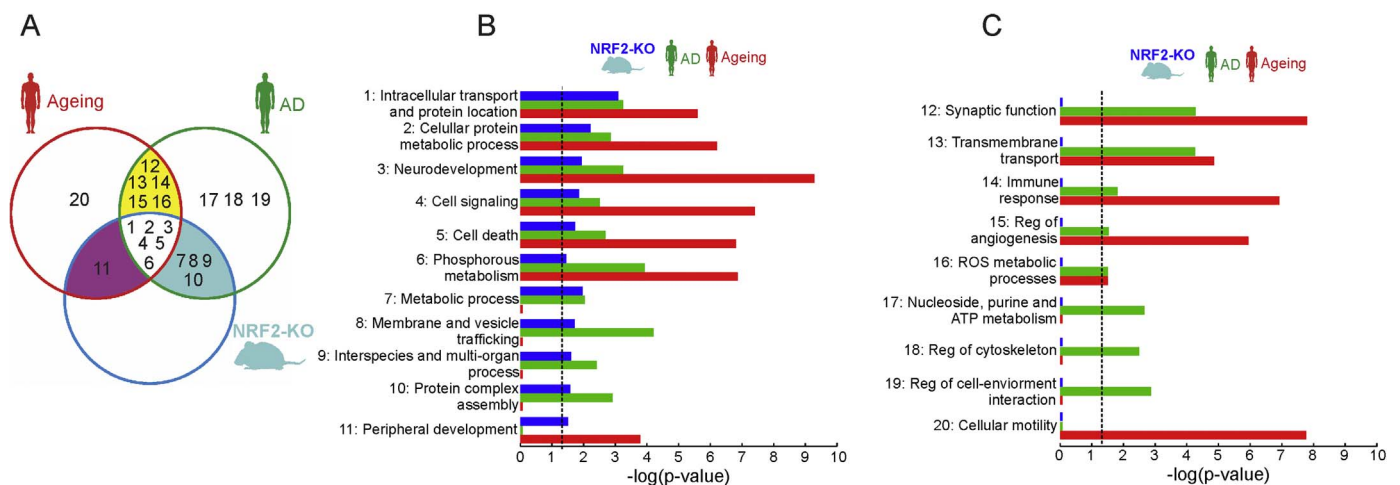 A
Ageing
AD
12
13 14
15 16
20
17 18 19
1 2 3
4 5
6
11
7 8 9
10
NRF2-KO
B
NRF2-KO
AD
Ageing
1: Intracellular transport
and protein location
2: Celullar protein
metabolic process
3: Neurodevelopment
4: Cell signaling
5: Cell death
6: Phosphorous
metabolism
7: Metabolic process
8: Membrane and vesicle
trafficking
9: Interspecies and multi-organ
process
10: Protein complex
assembly
11: Peripheral development
0 1 2 3 4 5 6 7 8 9 10
-log(p-value)
C
NRF2-KO
AD
Ageing
12: Synaptic function
13: Transmembrane
transport
14: Immune
response
15: Reg of
angiogenesis
16: ROS metabolic
processes
17: Nucleoside, purine and
ATP metabolism
18: Reg of cytoskeleton
19: Reg of cell-enviorment
interaction
20: Cellular motility
0 1 2 3 4 5 6 7 8 9 10
-log(p-value)